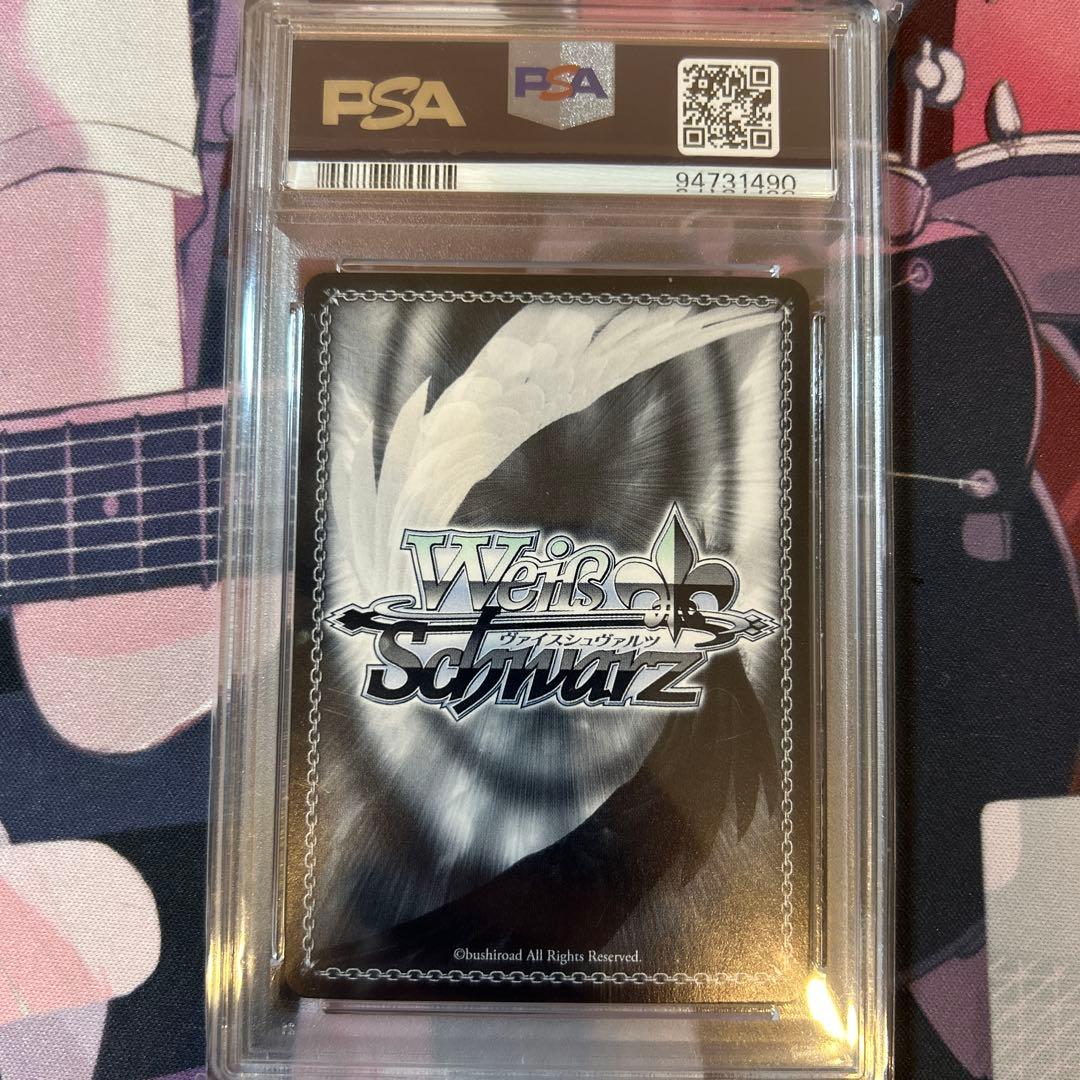 PSA
PSA
94731490
Weiß
ヴァイスシュヴァルツ
Schwarz
©bushiroad All Rights Reserved.